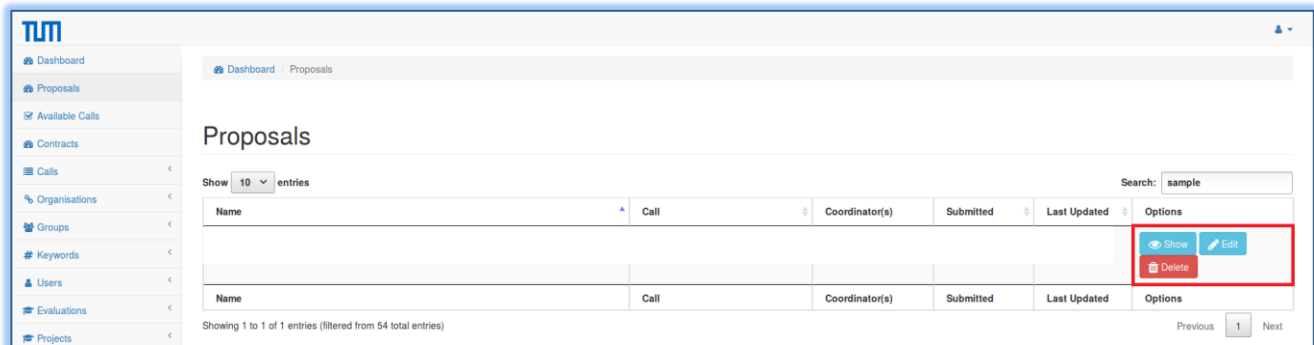 TUM
Dashboard
Dashboard / Proposals
Proposals
Available Calls
Contracts
Calls
Organisations
Groups
Keywords
Users
Evaluations
Projects
Proposals
Show 10 entries
Search: sample
Name Call Coordinator(s) Submitted Last Updated Options
Show Edit
Delete
Name Call Coordinator(s) Submitted Last Updated Options
Showing 1 to 1 of 1 entries (filtered from 54 total entries)
Previous 1 Next